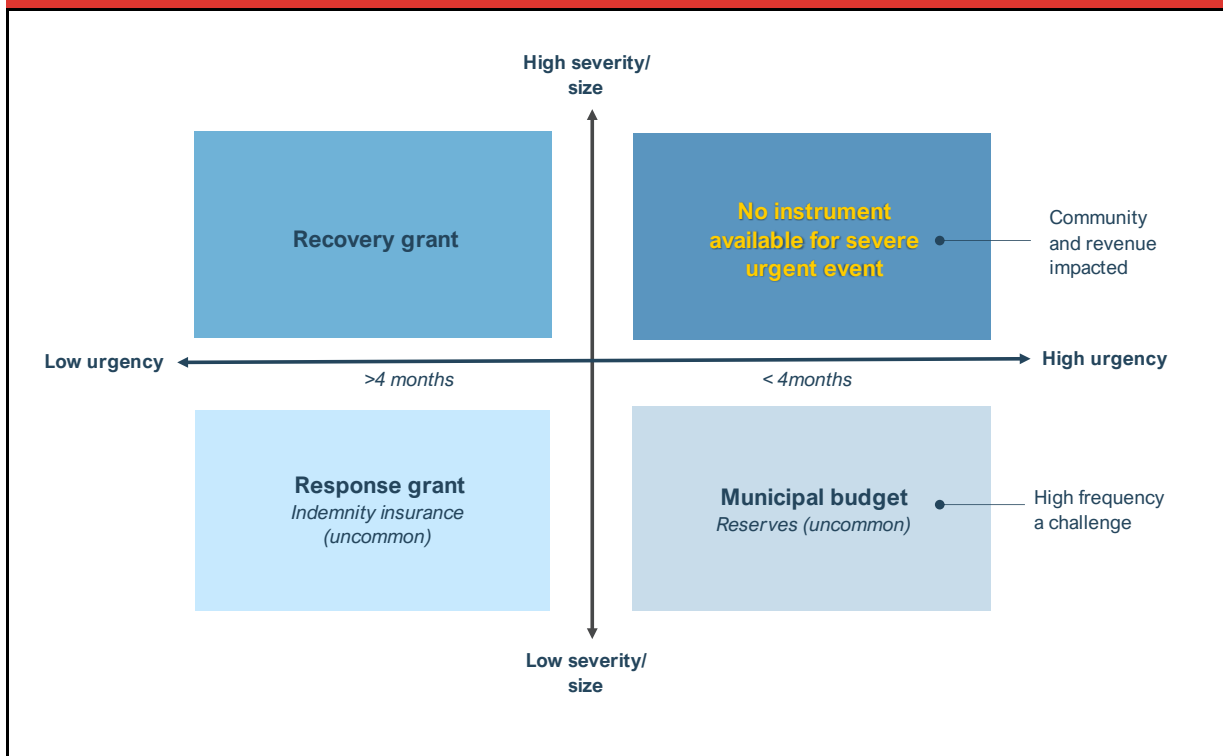 High severity/
size
Recovery grant
No instrument
available for severe
urgent event
Community
and revenue
impacted
Low urgency
High urgency
>4 months
< 4months
Response grant
Indemnity insurance
(uncommon)
Municipal budget
Reserves (uncommon)
High frequency
a challenge
Low severity/
size